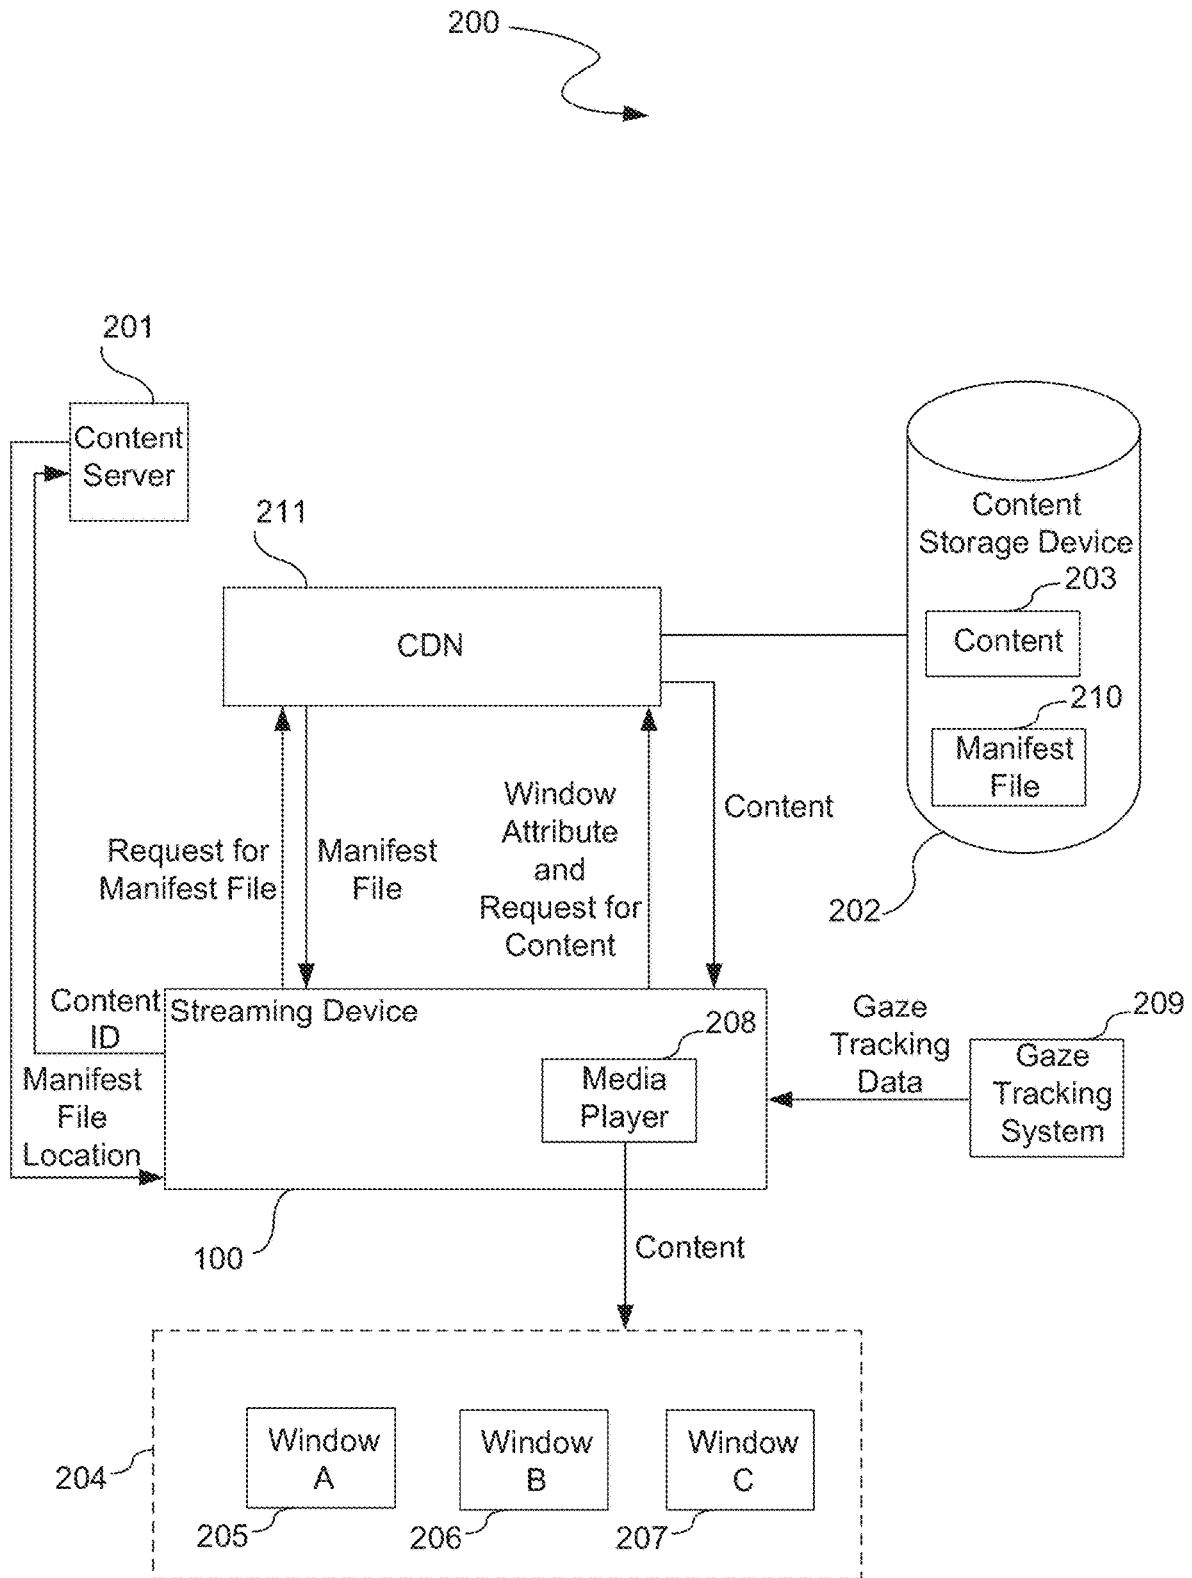 200
201
Content
Server
211
CDN
Content
Storage Device
203
Content
210
Manifest
File
202
Request for
Manifest File
Manifest
File
Window
Attribute
and
Request for
Content
Content
Content
ID
Manifest
File
Location
Streaming Device
208
Media
Player
Gaze
Tracking
Data
209
Gaze
Tracking
System
100
Content
204
Window
A
205
Window
B
206
Window
C
207